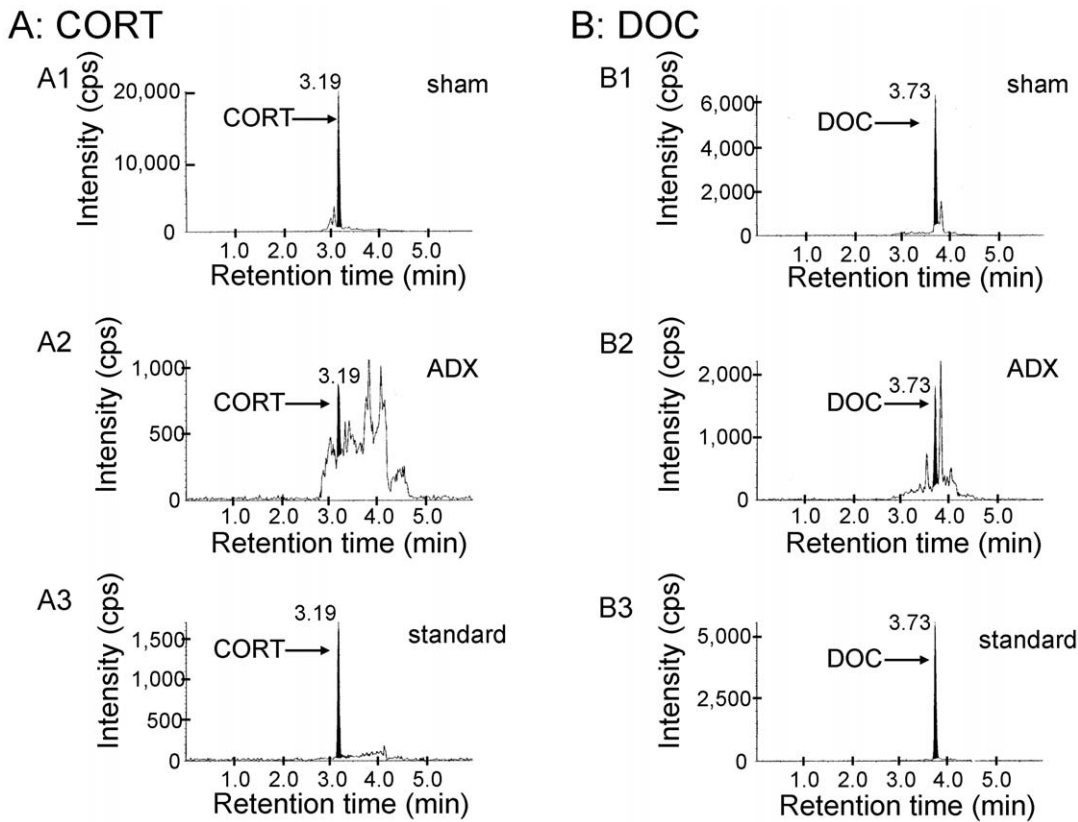 A: CORT
A1
sham
3.19
CORT
Intensity (cps)
20,000
10,000
0
1.0 2.0 3.0 4.0 5.0
Retention time (min)
A2
ADX
3.19
CORT
Intensity (cps)
1,000
500
0
1.0 2.0 3.0 4.0 5.0
Retention time (min)
A3
standard
3.19
CORT
Intensity (cps)
1,500
1,000
500
0
1.0 2.0 3.0 4.0 5.0
Retention time (min)
B: DOC
B1
sham
3.73
DOC
Intensity (cps)
6,000
4,000
2,000
0
1.0 2.0 3.0 4.0 5.0
Retention time (min)
B2
ADX
3.73
DOC
Intensity (cps)
2,000
1,000
0
1.0 2.0 3.0 4.0 5.0
Retention time (min)
B3
standard
3.73
DOC
Intensity (cps)
5,000
2,500
0
1.0 2.0 3.0 4.0 5.0
Retention time (min)